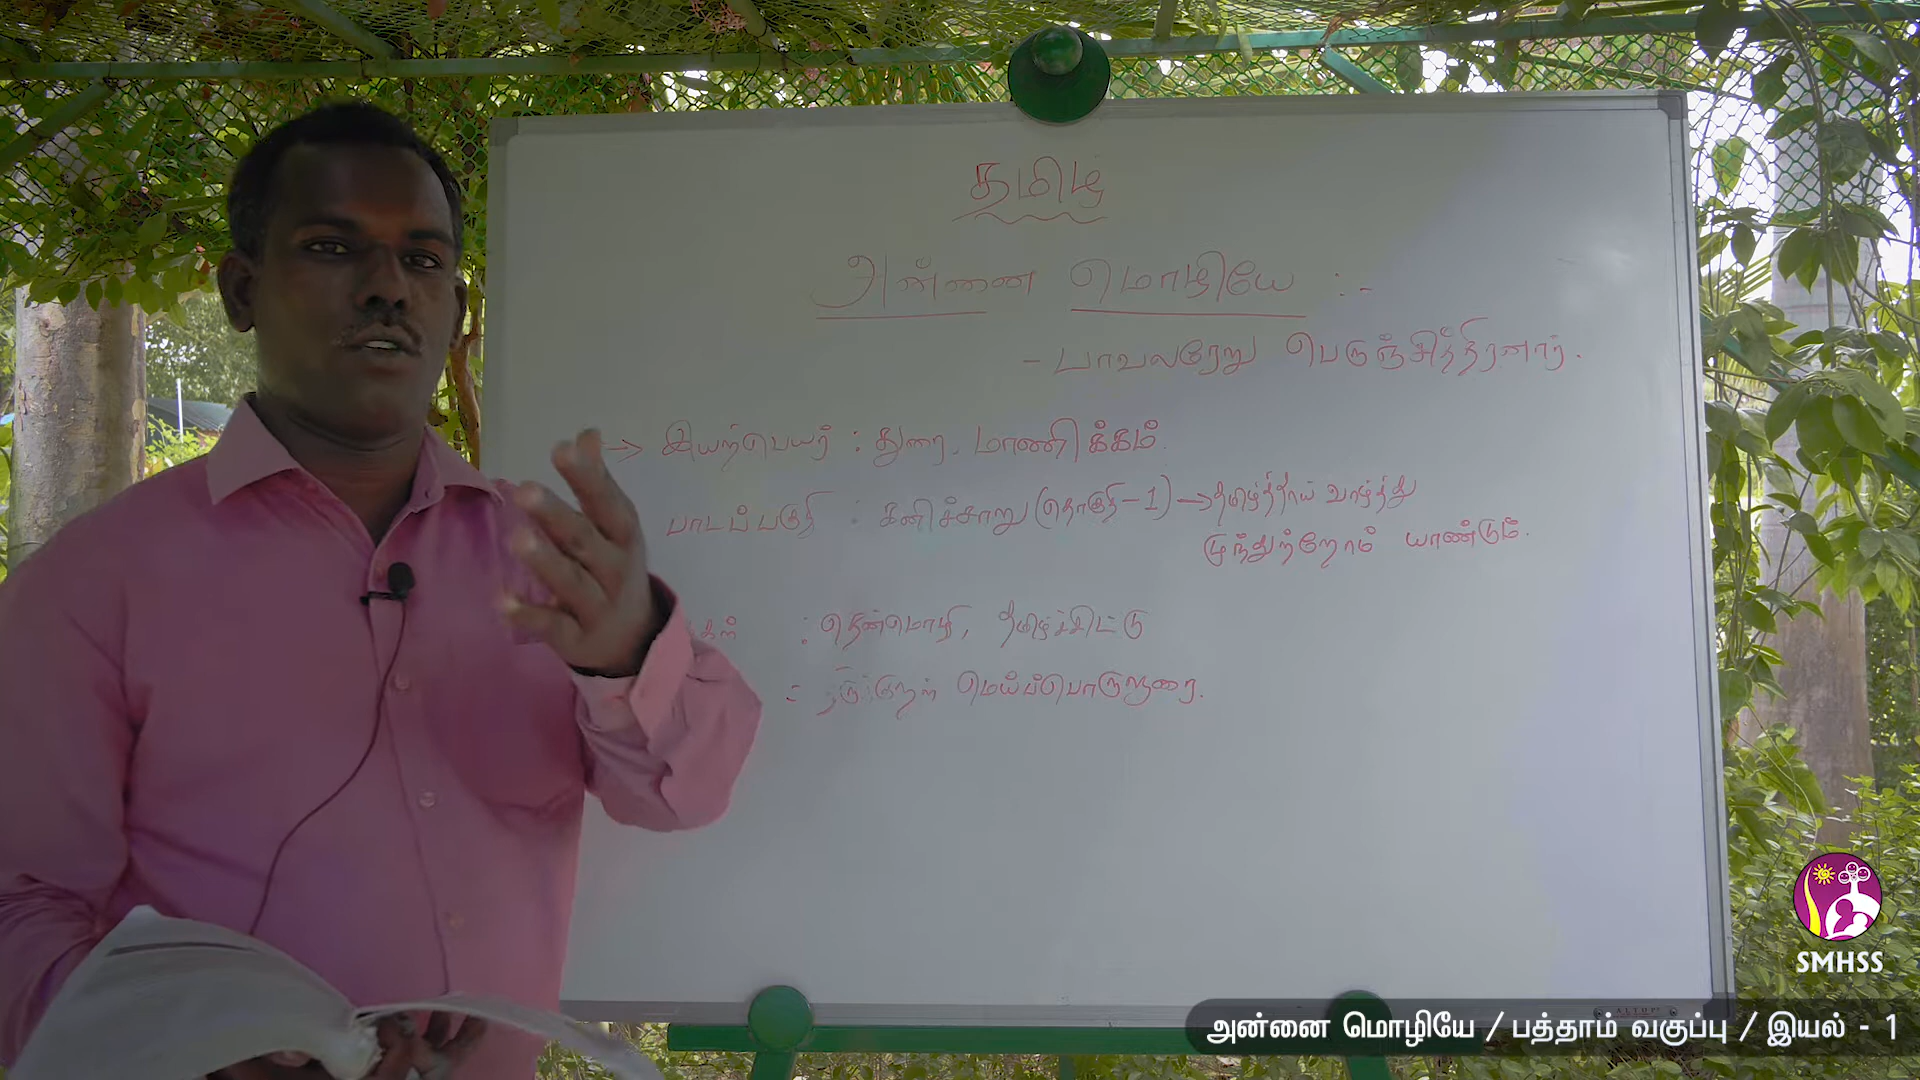 தமிழ்
அன்னை மொழியே :-
- பாவலரேறு பெருஞ்சித்திரனார்.
→ இயற்பெயர் : துரை. மாணிக்கம்.
பாடப்பகுதி : கனிச்சாறு (தொகுதி-1) → தமிழ்த்தாய் வாழ்த்து
முந்துற்றோம் யாண்டும்.
: தென்மொழி, தமிழ்ச்சிட்டு
: திருக்குறள் மெய்ப்பொருளுரை.
SMHSS
அன்னை மொழியே / பத்தாம் வகுப்பு / இயல் - 1